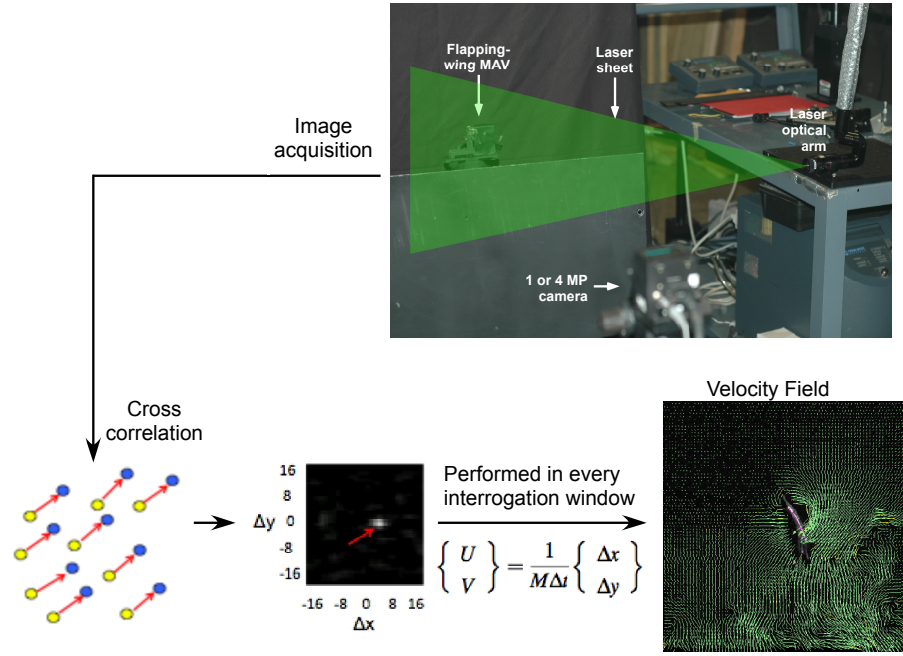 Flapping-
wing MAV
Laser
sheet
Laser
optical
arm
1 or 4 MP
camera
Image
acquisition
Cross
correlation
16
8
Δy 0
-8
-16
-16 -8 0 8 16
Δx
Performed in every
interrogation window
{ U V } = 1 / MΔt { Δx Δy }
Velocity Field